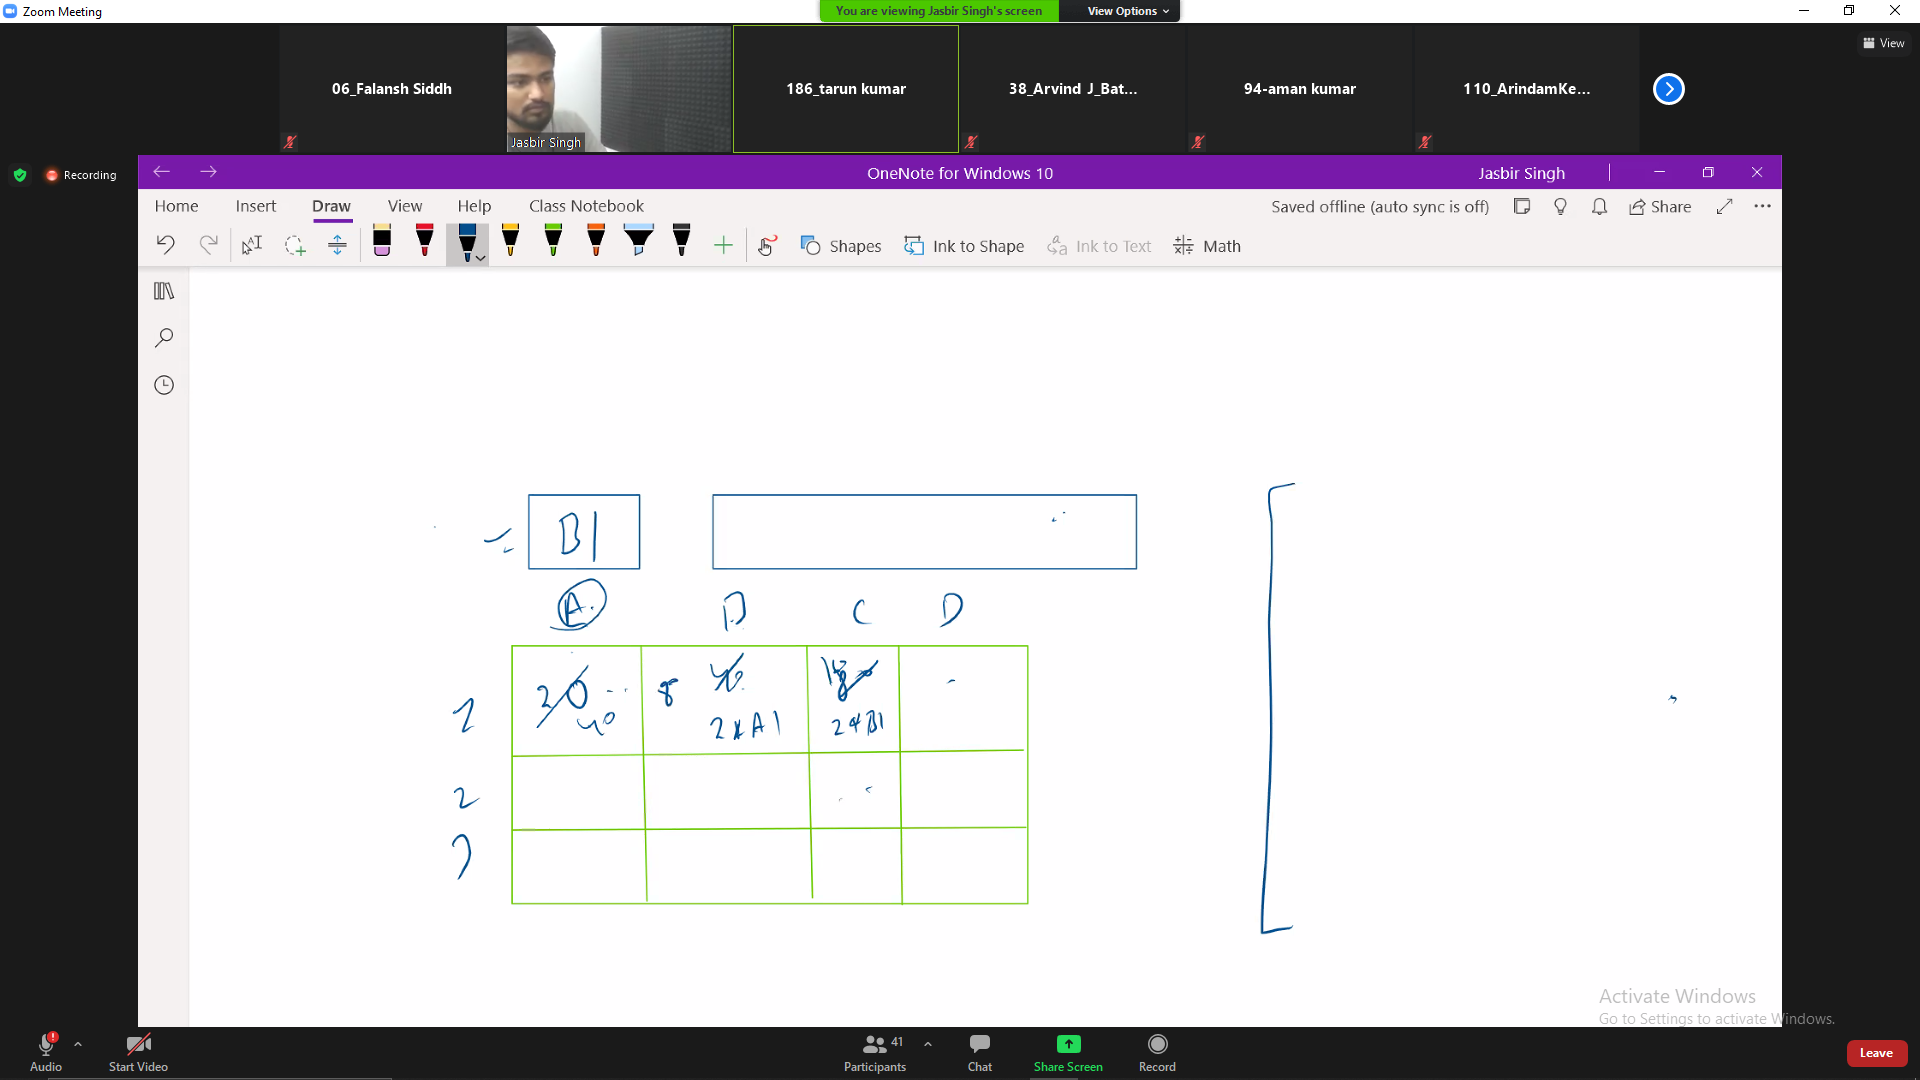 Zoom Meeting
You are viewing Jasbir Singh's screen
View Options
View
06_Falansh Siddh
Jasbir Singh
186_tarun kumar
38_Arvind J_Bat...
94-aman kumar
110_ArindamKe...
Recording
OneNote for Windows 10
Jasbir Singh
Home Insert Draw View Help Class Notebook
Saved offline (auto sync is off)
Share
Shapes
Ink to Shape
Ink to Text
Math
B1
A. B C D
1
20
40
8
2*A1
2*B1
2
3
Activate Windows
Go to Settings to activate Windows.
Audio
Start Video
Participants 41
Chat
Share Screen
Record
Leave